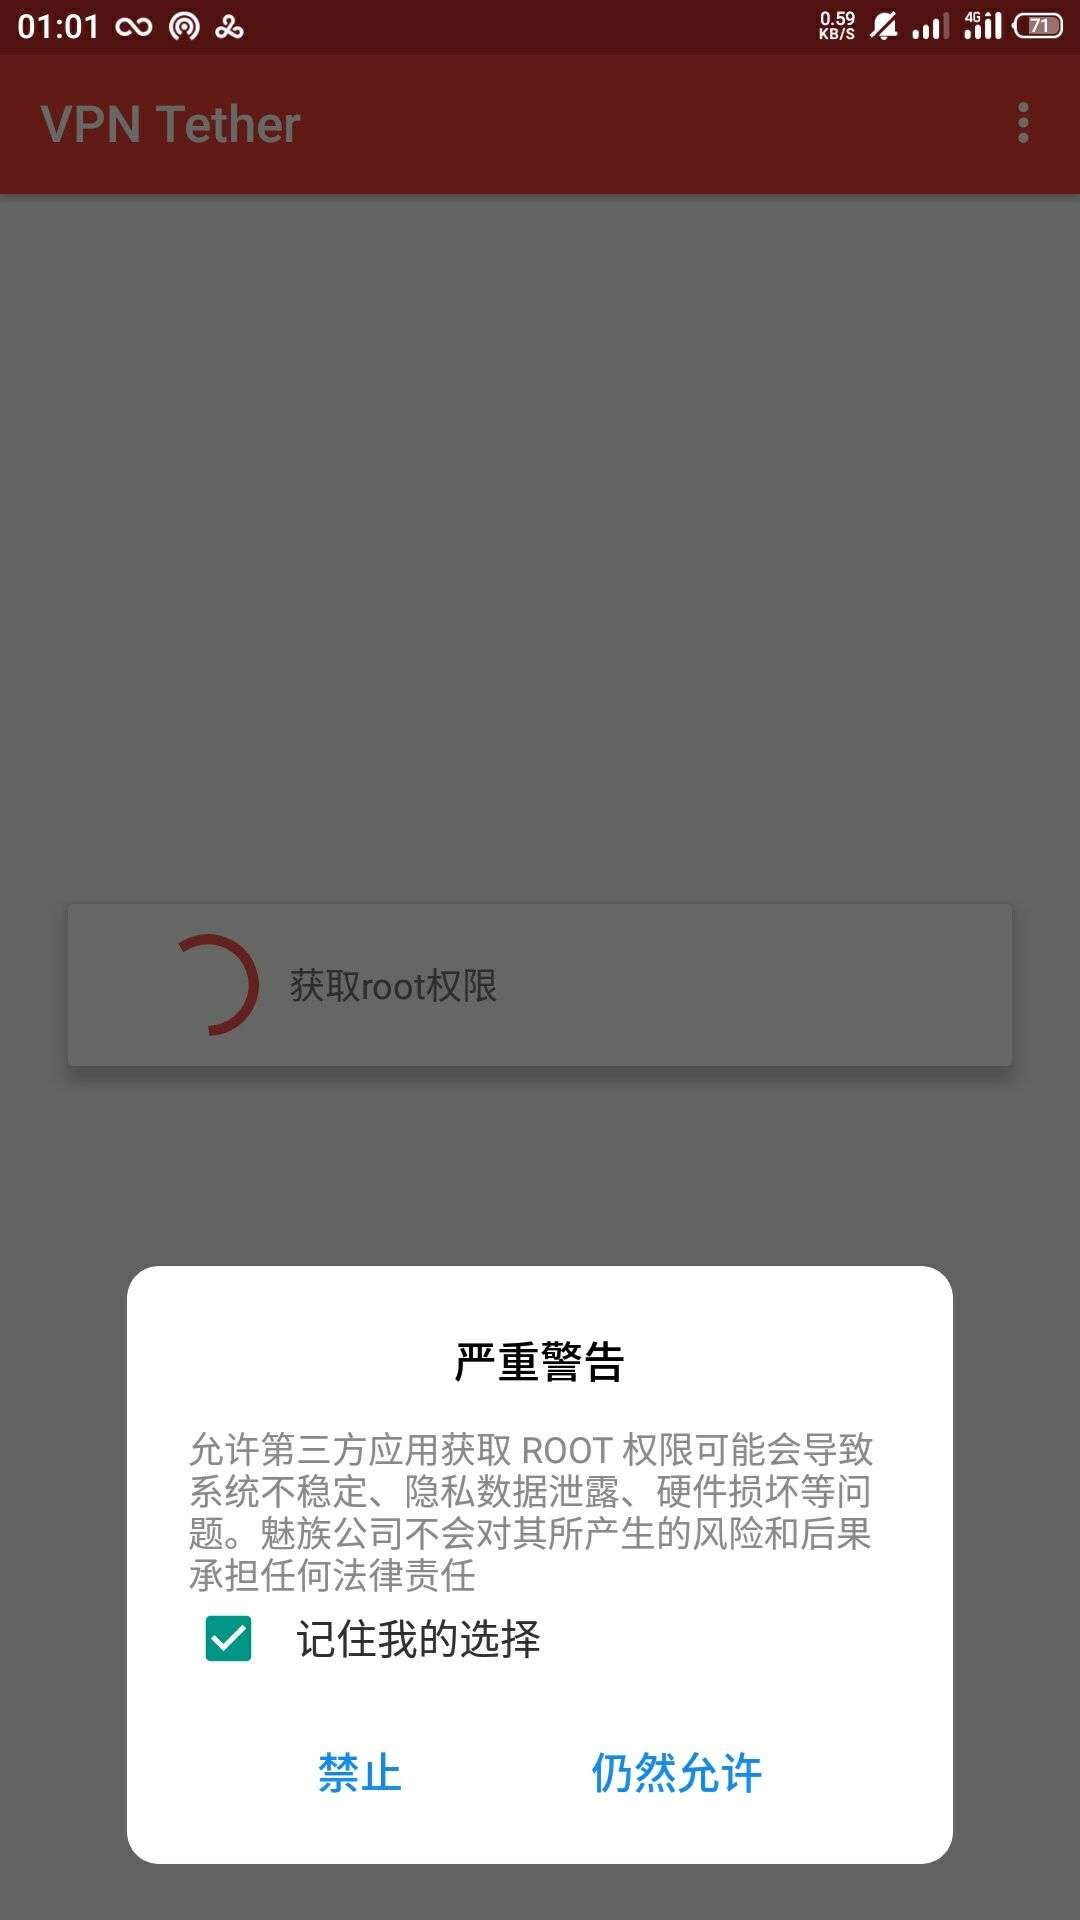 01:01
0.59
KB/S
4G
71
VPN Tether
获取root权限
严重警告
允许第三方应用获取 ROOT 权限可能会导致
系统不稳定、隐私数据泄露、硬件损坏等问
题。魅族公司不会对其所产生的风险和后果
承担任何法律责任
记住我的选择
禁止
仍然允许